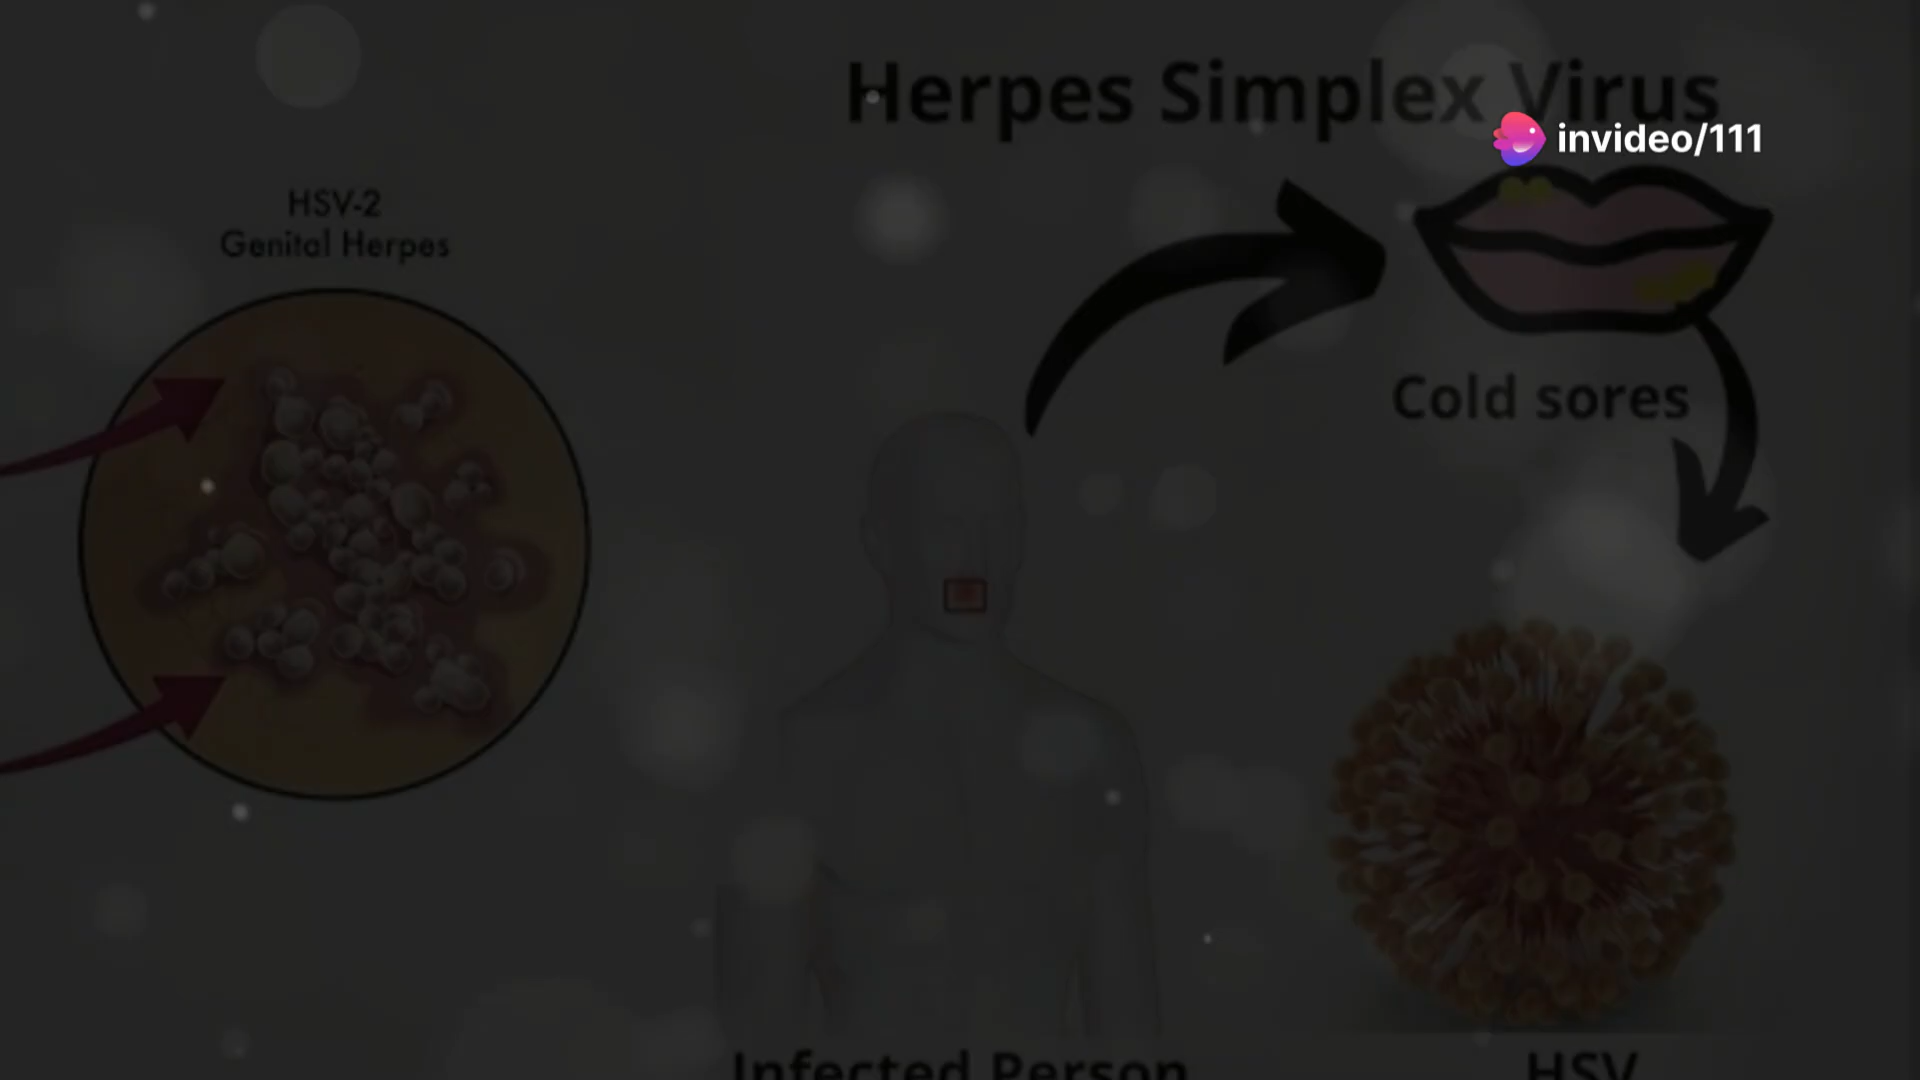 Herpes Simplex Virus
invideo/111
HSV-2
Genital Herpes
Cold sores
Infected Person
HSV